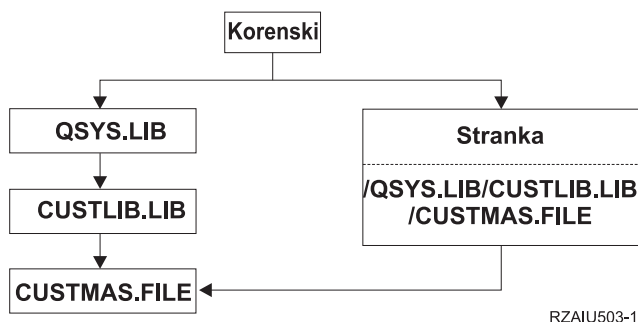 Korenski
QSYS.LIB
CUSTLIB.LIB
CUSTMAS.FILE
Stranka
/QSYS.LIB/CUSTLIB.LIB
/CUSTMAS.FILE
RZAIU503-1